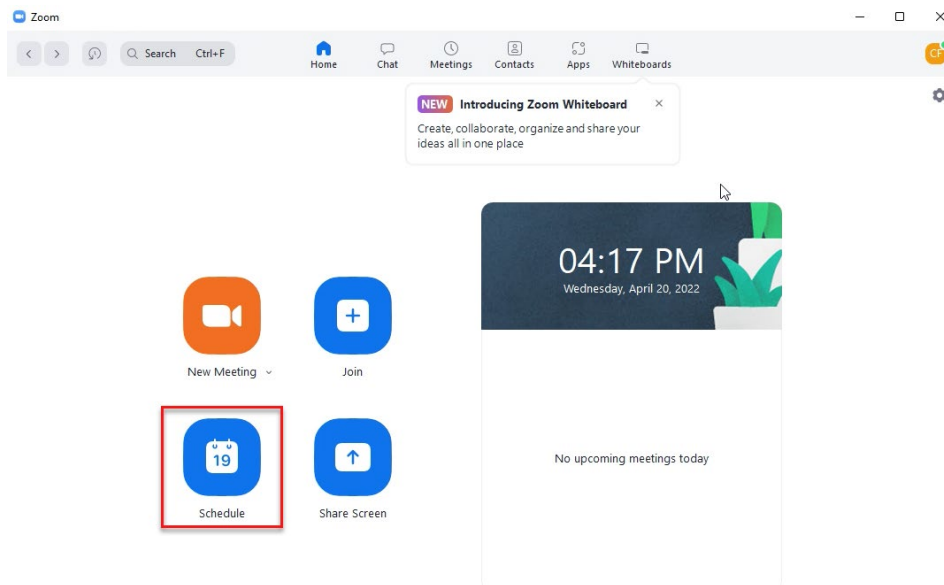 Zoom
Search Ctrl+F
Home
Chat
Meetings
Contacts
Apps
Whiteboards
CF
NEW Introducing Zoom Whiteboard
Create, collaborate, organize and share your
ideas all in one place
04:17 PM
Wednesday, April 20, 2022
New Meeting
Join
19
Schedule
Share Screen
No upcoming meetings today